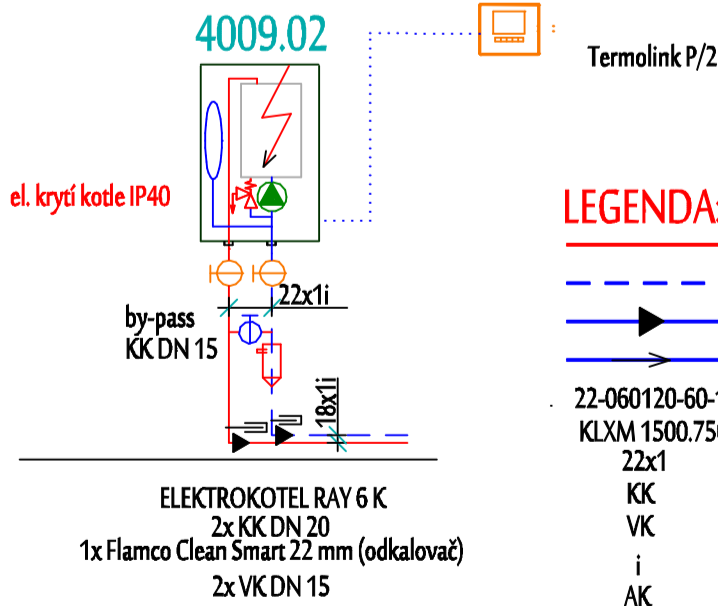 4009.02
Termolink P/2
el. krytí kotle IP40
LEGENDA:
22x1i
by-pass
KK DN 15
18x1i
22-060120-60-1
KLXM 1500.750
22x1
KK
VK
i
AK
ELEKTROKOTEL RAY 6 K
2x KK DN 20
1x Flamco Clean Smart 22 mm (odkalovač)
2x VK DN 15